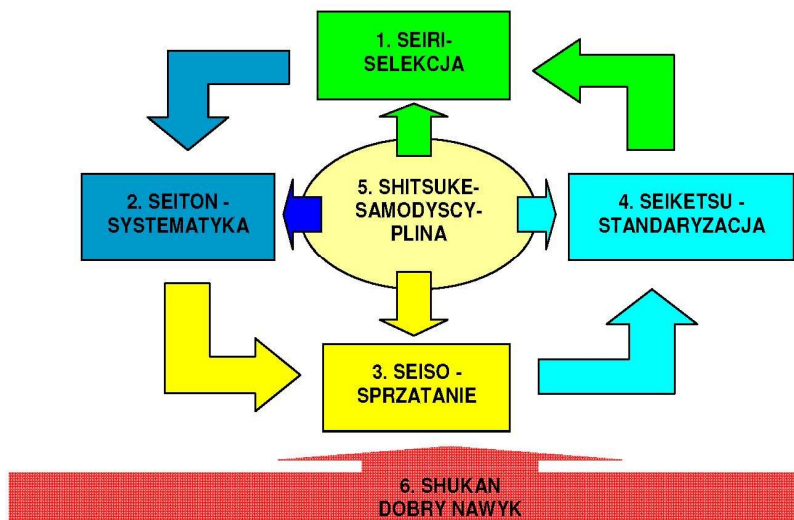 1. SEIRI-
SELEKCJA
2. SEITON -
SYSTEMATYKA
5. SHITSUKE-
SAMODYSCY-
PLINA
4. SEIKETSU -
STANDARYZACJA
3. SEISO -
SPRZATANIE
6. SHUKAN
DOBRY NAWYK